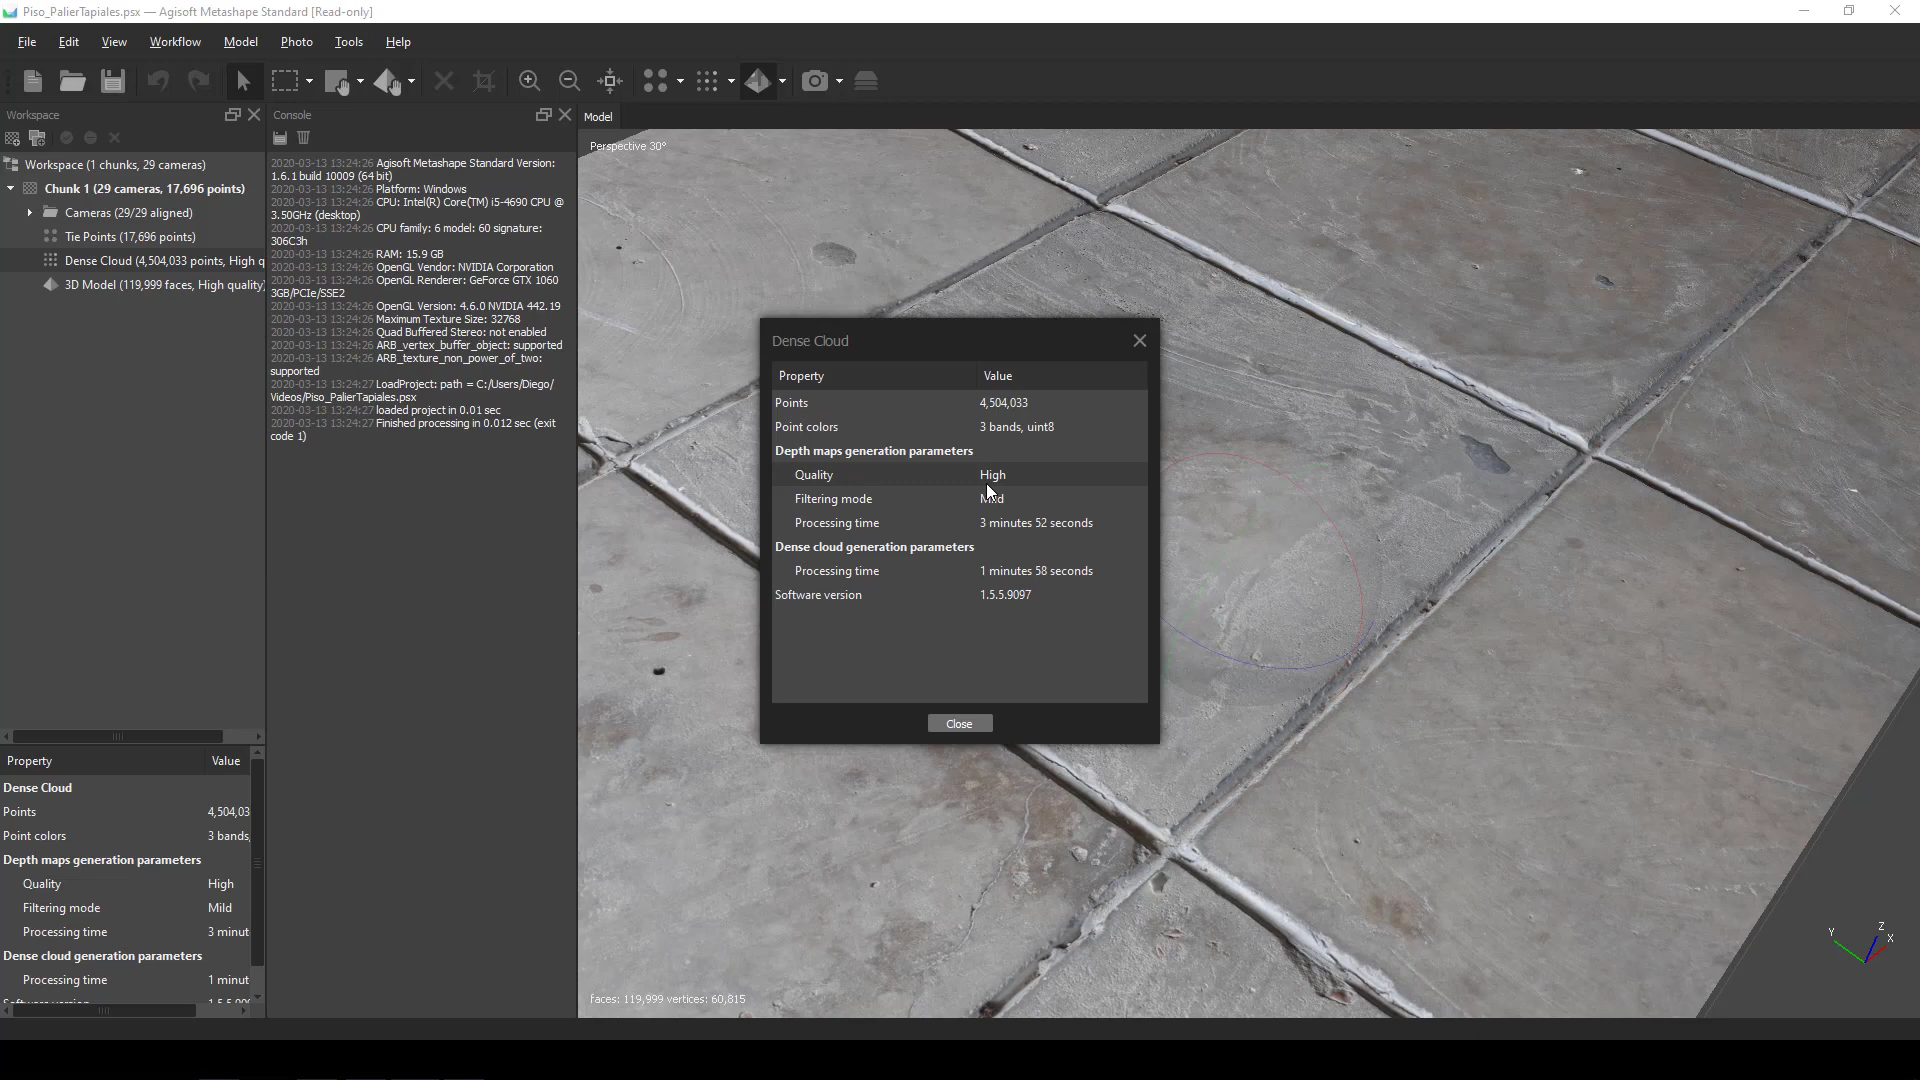 Piso_PalierTapiales.psx — Agisoft Metashape Standard [Read-only]
File Edit View Workflow Model Photo Tools Help
Workspace
Workspace (1 chunks, 29 cameras)
Chunk 1 (29 cameras, 17,696 points)
Cameras (29/29 aligned)
Tie Points (17,696 points)
Dense Cloud (4,504,033 points, High q
3D Model (119,999 faces, High quality)
Property Value
Dense Cloud
Points 4,504,03
Point colors 3 bands,
Depth maps generation parameters
Quality High
Filtering mode Mild
Processing time 3 minut
Dense cloud generation parameters
Processing time 1 minut
Software version 1.5.5.909
Console
2020-03-13 13:24:26 Agisoft Metashape Standard Version:
1.6.1 build 10009 (64 bit)
2020-03-13 13:24:26 Platform: Windows
2020-03-13 13:24:26 CPU: Intel(R) Core(TM) i5-4690 CPU @
3.50GHz (desktop)
2020-03-13 13:24:26 CPU family: 6 model: 60 signature:
306C3h
2020-03-13 13:24:26 RAM: 15.9 GB
2020-03-13 13:24:26 OpenGL Vendor: NVIDIA Corporation
2020-03-13 13:24:26 OpenGL Renderer: GeForce GTX 1060
3GB/PCIe/SSE2
2020-03-13 13:24:26 OpenGL Version: 4.6.0 NVIDIA 442.19
2020-03-13 13:24:26 Maximum Texture Size: 32768
2020-03-13 13:24:26 Quad Buffered Stereo: not enabled
2020-03-13 13:24:26 ARB_vertex_buffer_object: supported
2020-03-13 13:24:26 ARB_texture_non_power_of_two:
supported
2020-03-13 13:24:27 LoadProject: path = C:/Users/Diego/
Videos/Piso_PalierTapiales.psx
2020-03-13 13:24:27 loaded project in 0.01 sec
2020-03-13 13:24:27 Finished processing in 0.012 sec (exit
code 1)
Model
Perspective 30°
Dense Cloud
Property Value
Points 4,504,033
Point colors 3 bands, uint8
Depth maps generation parameters
Quality High
Filtering mode Mild
Processing time 3 minutes 52 seconds
Dense cloud generation parameters
Processing time 1 minutes 58 seconds
Software version 1.5.5.9097
Close
faces: 119,999 vertices: 60,815
Y Z X